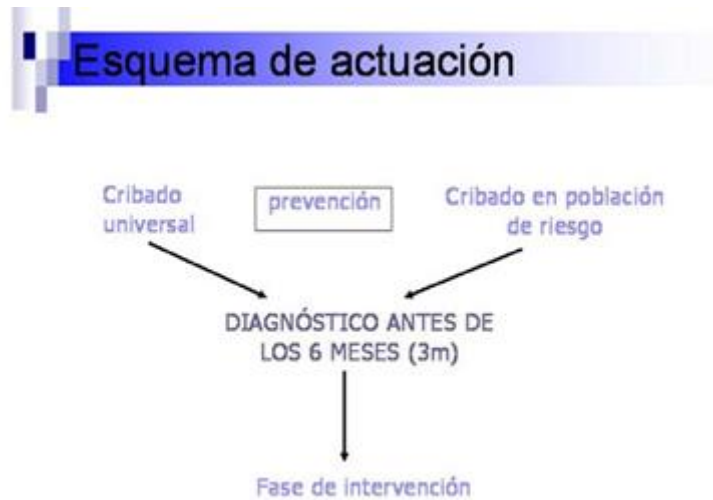 Esquema de actuación
Cribado
universal
prevención
Cribado en población
de riesgo
DIAGNÓSTICO ANTES DE
LOS 6 MESES (3m)
Fase de intervención